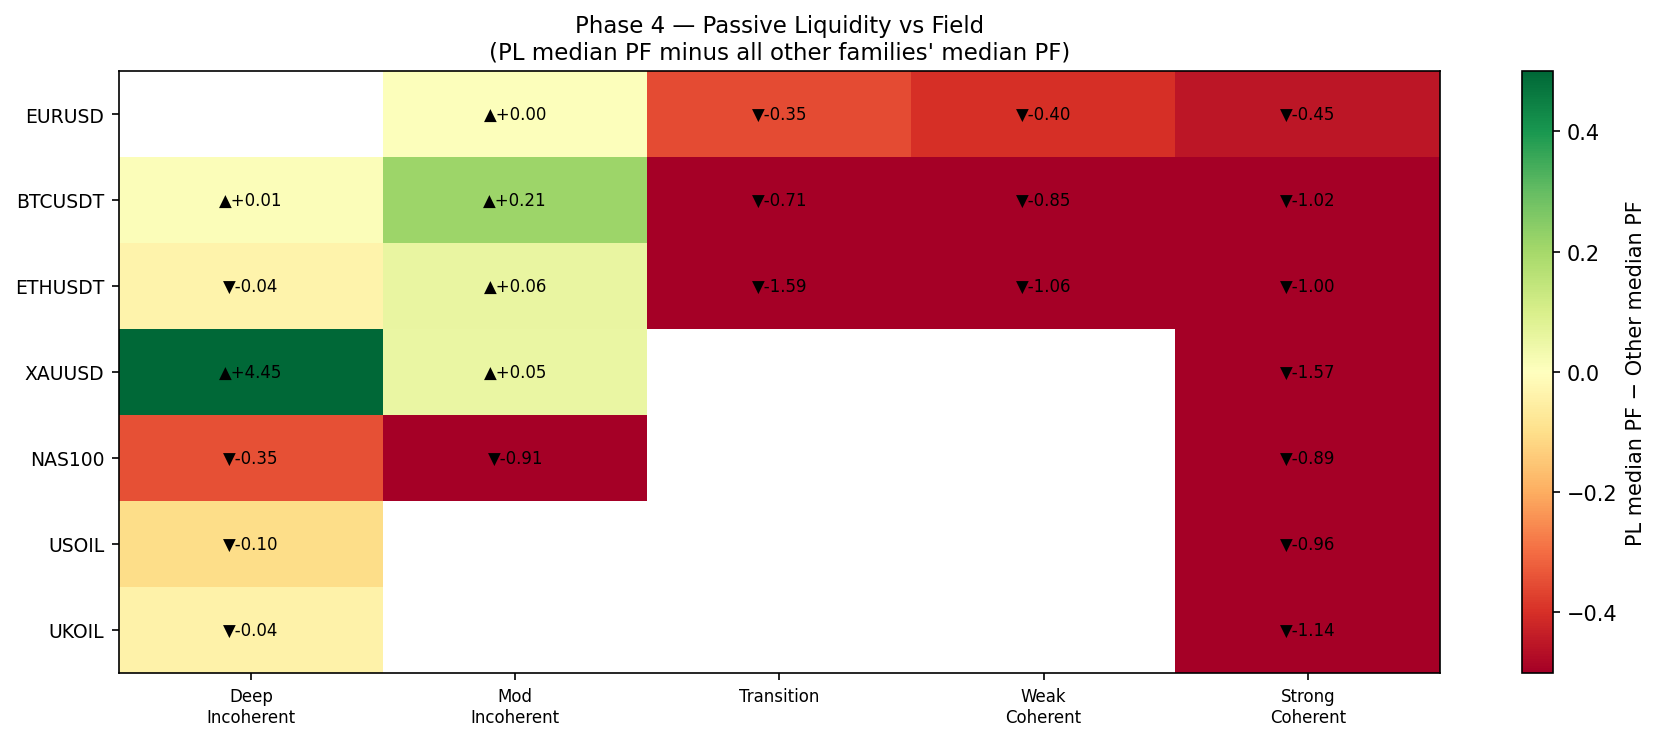 Phase 4 — Passive Liquidity vs Field
(PL median PF minus all other families' median PF)
EURUSD ▲+0.00 ▼-0.35 ▼-0.40 ▼-0.45
BTCUSDT ▲+0.01 ▲+0.21 ▼-0.71 ▼-0.85 ▼-1.02
ETHUSDT ▼-0.04 ▲+0.06 ▼-1.59 ▼-1.06 ▼-1.00
XAUUSD ▲+4.45 ▲+0.05 ▼-1.57
NAS100 ▼-0.35 ▼-0.91 ▼-0.89
USOIL ▼-0.10 ▼-0.96
UKOIL ▼-0.04 ▼-1.14
Deep
Incoherent
Mod
Incoherent
Transition
Weak
Coherent
Strong
Coherent
0.4
0.2
0.0
−0.2
−0.4
PL median PF − Other median PF